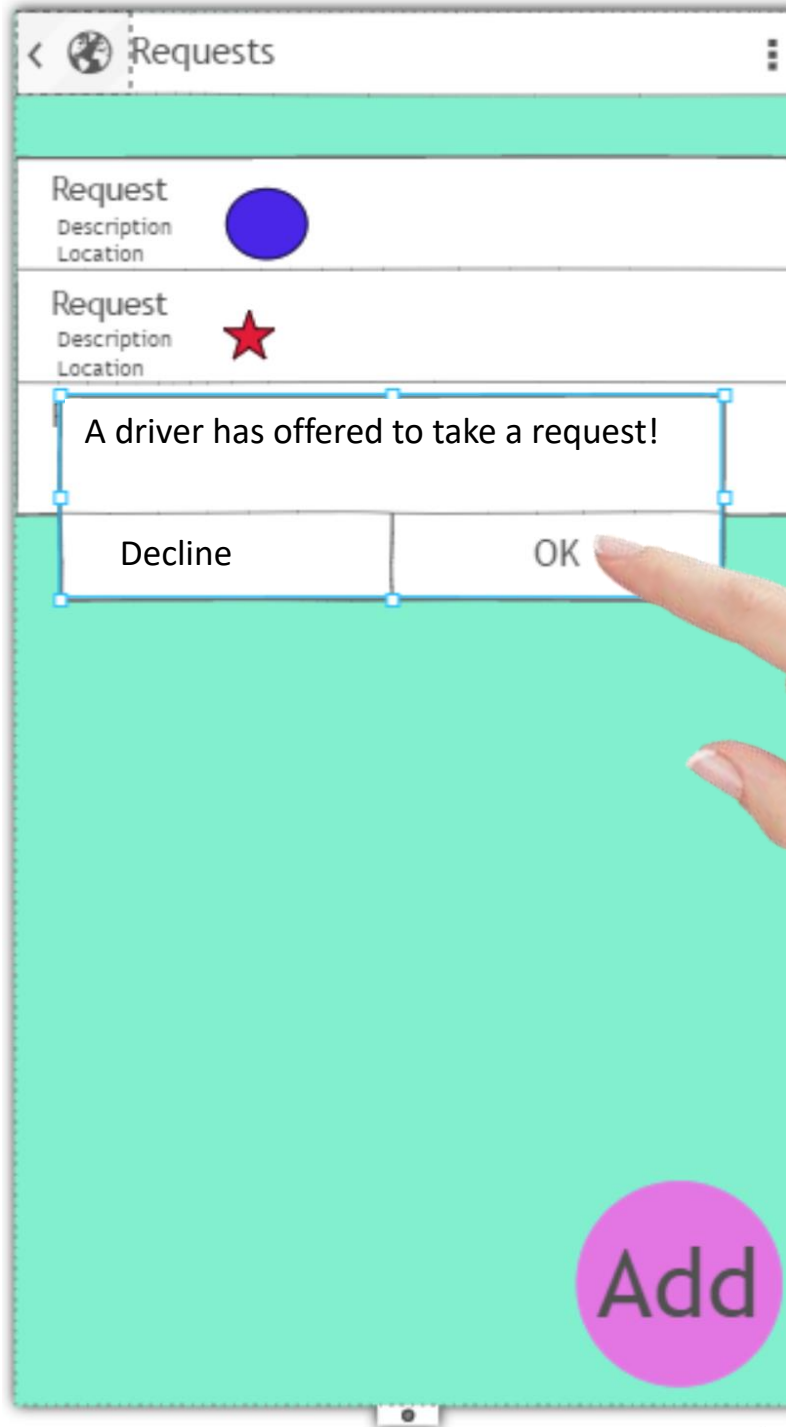 Requests
Request
Description
Location
Request
Description
Location
A driver has offered to take a request!
Decline
OK
Add